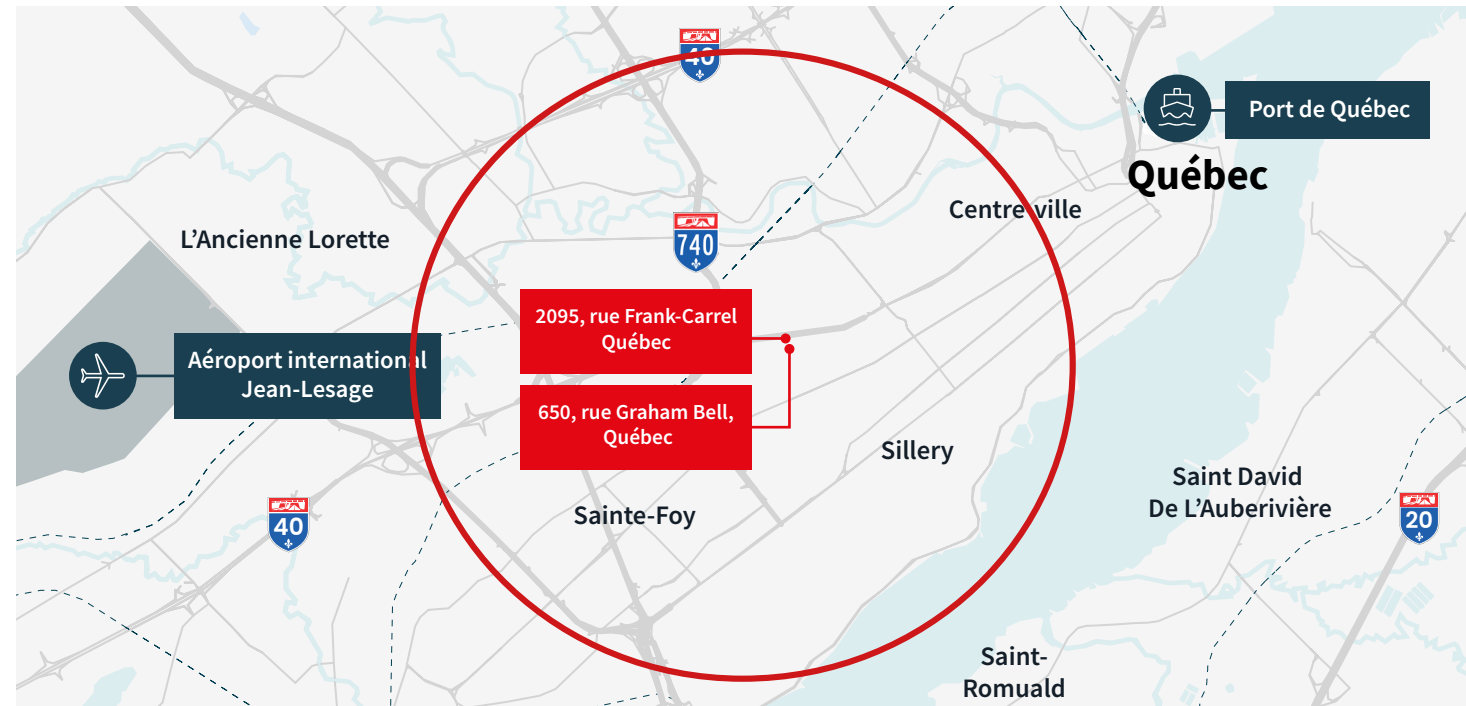 40
Port de Québec
Québec
Centre-ville
L’Ancienne Lorette
740
2095, rue Frank-Carrel
Québec
Aéroport international
Jean-Lesage
650, rue Graham Bell,
Québec
Sillery
Saint David
De L’Auberivière
Sainte-Foy
40
20
Saint-
Romuald